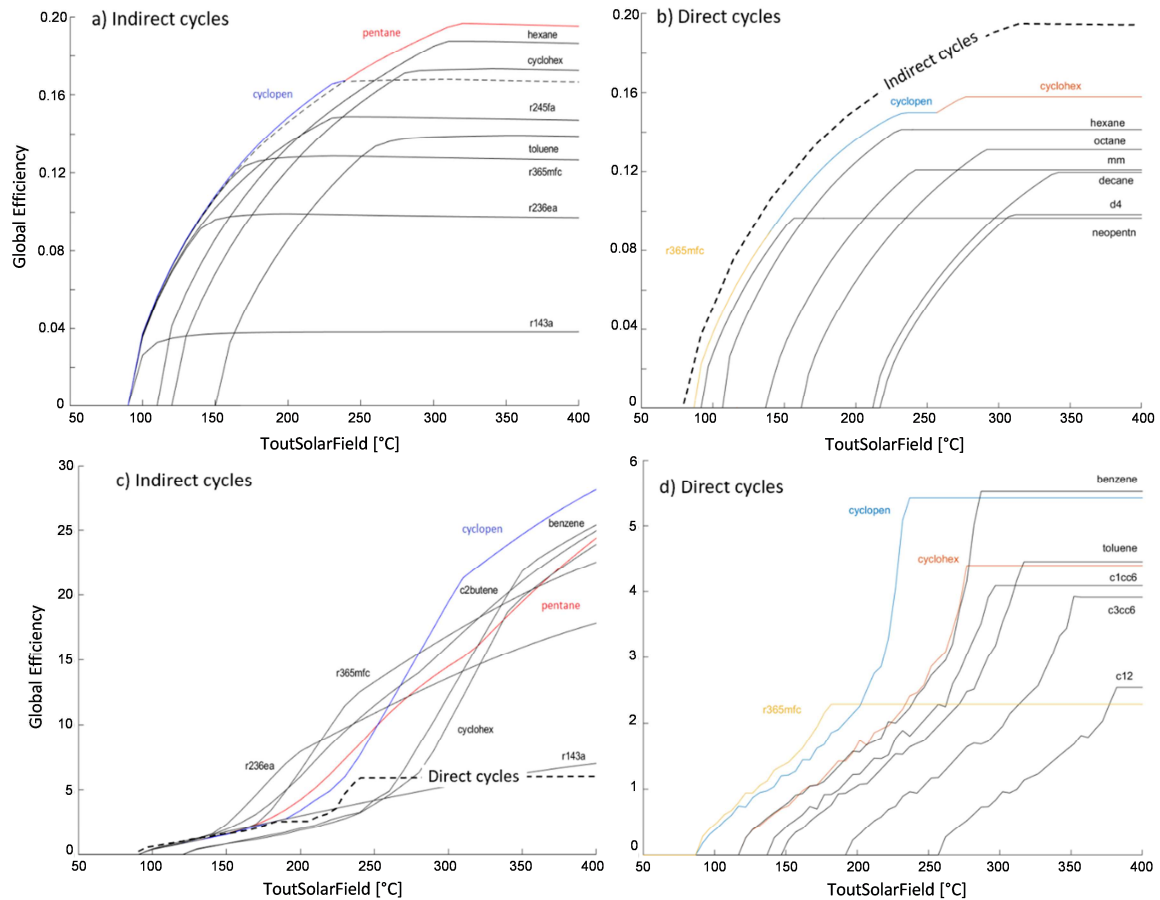 a) Indirect cycles
0.20
0.16
0.12
0.08
0.04
0
Global Efficiency
pentane
hexane
cyclohex
cyclopen
r245fa
toluene
r365mfc
r236ea
r143a
50
100
150
200
250
300
350
400
ToutSolarField [°C]
b) Direct cycles
0.20
0.16
0.12
0.08
0.04
0
Indirect cycles
cyclopen
cyclohex
hexane
octane
mm
decane
d4
neopentn
r365mfc
50
100
150
200
250
300
350
400
ToutSolarField [°C]
c) Indirect cycles
30
25
20
15
10
5
0
Global Efficiency
cyclopen
benzene
c2butene
pentane
r365mfc
cyclohex
r236ea
r143a
Direct cycles
50
100
150
200
250
300
350
400
ToutSolarField [°C]
d) Direct cycles
6
5
4
3
2
1
0
benzene
cyclopen
toluene
cyclohex
c1cc6
c3cc6
c12
r365mfc
50
100
150
200
250
300
350
400
ToutSolarField [°C]